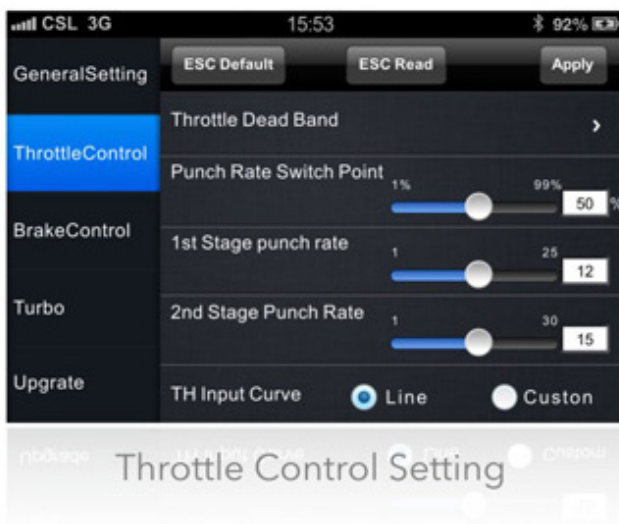 CSL 3G 15:53 92%
GeneralSetting
ThrottleControl
BrakeControl
Turbo
Upgrate
ESC Default ESC Read Apply
Throttle Dead Band
Punch Rate Switch Point
1% 99%
50 %
1st Stage punch rate
1 25
12
2nd Stage Punch Rate
1 30
15
TH Input Curve Line Custon
Throttle Control Setting